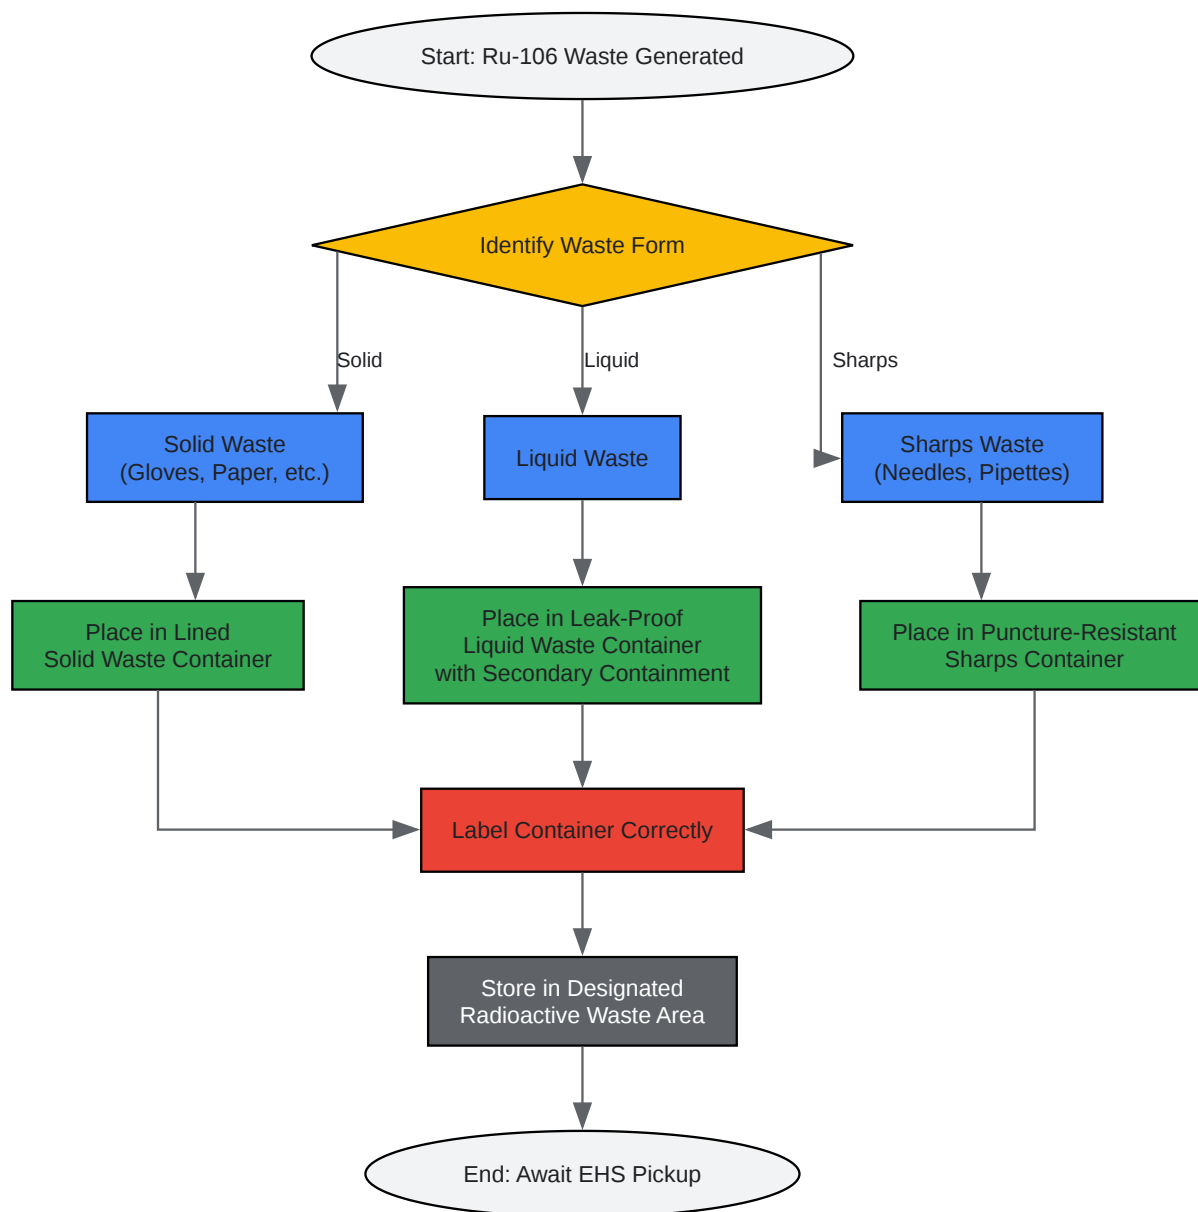 Start: Ru-106 Waste Generated
Identify Waste Form
Solid
Liquid
Sharps
Solid Waste
(Gloves, Paper, etc.)
Liquid Waste
Sharps Waste
(Needles, Pipettes)
Place in Lined
Solid Waste Container
Place in Leak-Proof
Liquid Waste Container
with Secondary Containment
Place in Puncture-Resistant
Sharps Container
Label Container Correctly
Store in Designated
Radioactive Waste Area
End: Await EHS Pickup